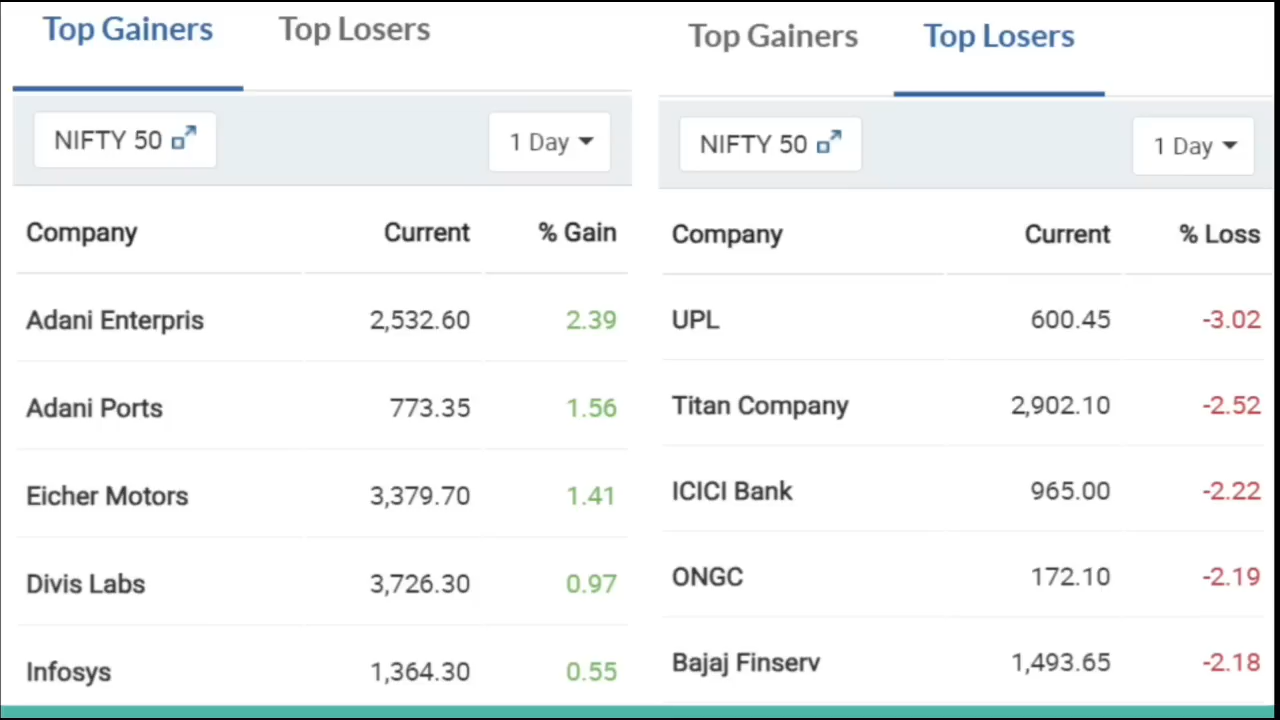 Top Gainers Top Losers
NIFTY 50 1 Day
Company Current % Gain
Adani Enterpris 2,532.60 2.39
Adani Ports 773.35 1.56
Eicher Motors 3,379.70 1.41
Divis Labs 3,726.30 0.97
Infosys 1,364.30 0.55
Top Gainers Top Losers
NIFTY 50 1 Day
Company Current % Loss
UPL 600.45 -3.02
Titan Company 2,902.10 -2.52
ICICI Bank 965.00 -2.22
ONGC 172.10 -2.19
Bajaj Finserv 1,493.65 -2.18